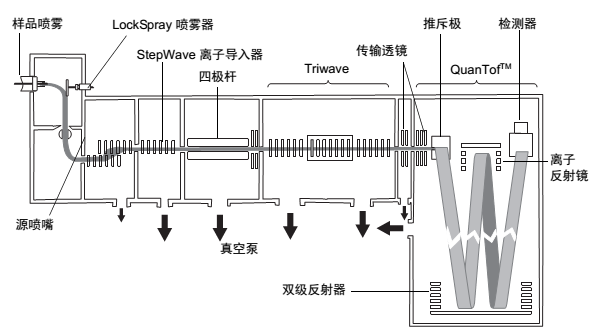 样品喷雾
LockSpray 喷雾器
StepWave 离子导入器
四极杆
Triwave
传输透镜
推斥极
QuanTof™
检测器
离子
反射镜
源喷嘴
真空泵
双级反射器